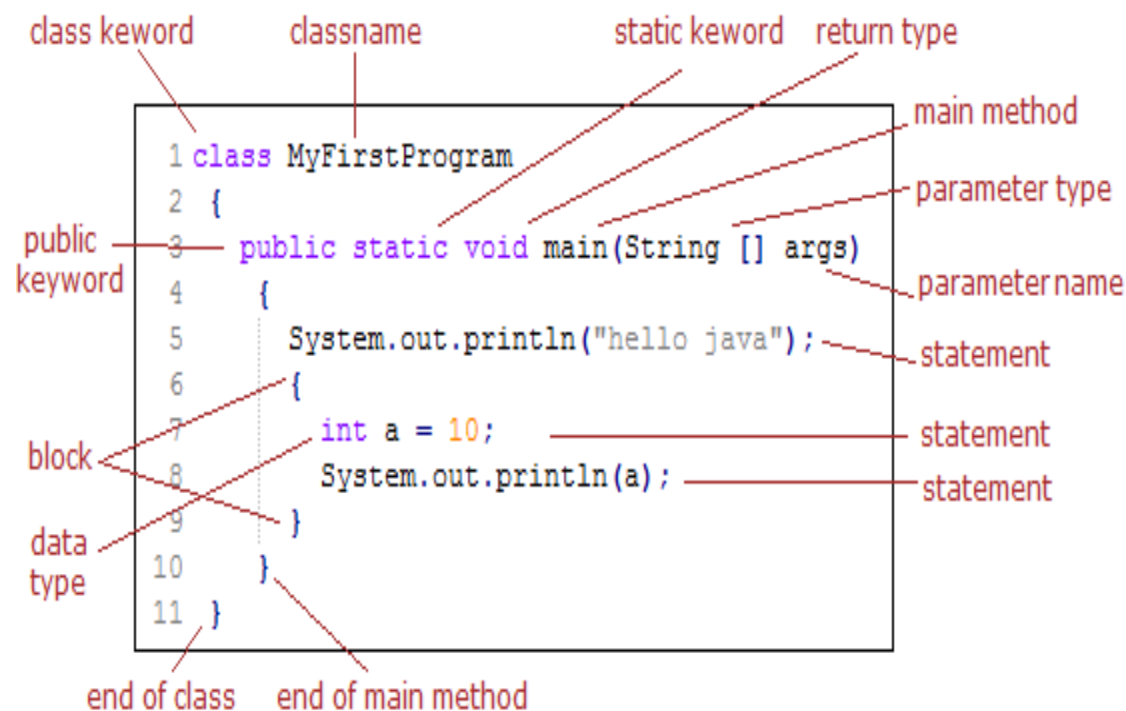 class keword
classname
static keword
return type
main method
1 class MyFirstProgram
parameter type
2 {
public
keyword
3 public static void main(String [] args)
parameter name
4 {
5 System.out.println("hello java");
statement
6 {
7 int a = 10;
statement
block
8 System.out.println(a);
statement
9 }
data
type
10 }
11 }
end of class
end of main method